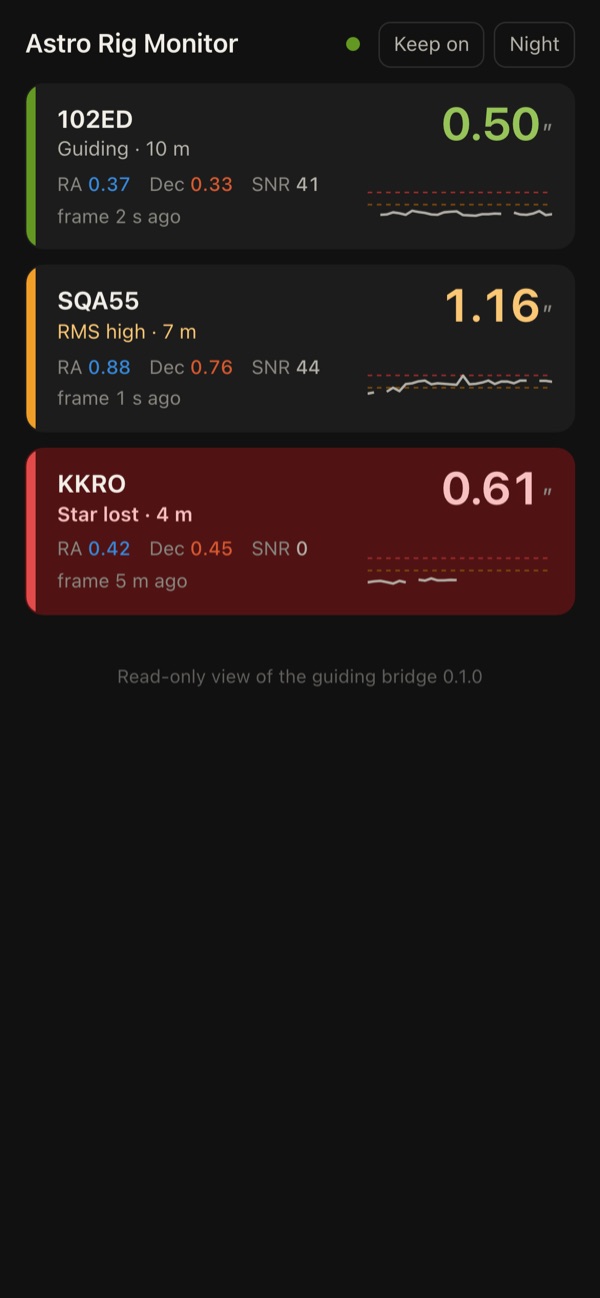 Astro Rig Monitor Keep on Night
102ED 0.50″
Guiding · 10 m
RA 0.37 Dec 0.33 SNR 41
frame 2 s ago
SQA55 1.16″
RMS high · 7 m
RA 0.88 Dec 0.76 SNR 44
frame 1 s ago
KKRO 0.61″
Star lost · 4 m
RA 0.42 Dec 0.45 SNR 0
frame 5 m ago
Read-only view of the guiding bridge 0.1.0